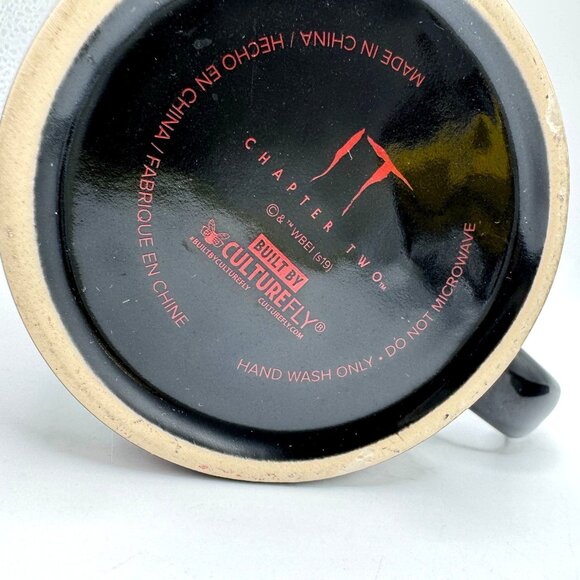 MADE IN CHINA / HECHO EN CHINA / FABRIQUE EN CHINE
IT
CHAPTER TWO™
©&™WBEI (s19)
BUILT BY
CULTUREFLY®
#BUILTBYCULTUREFLY
CULTUREFLY.COM
HAND WASH ONLY • DO NOT MICROWAVE